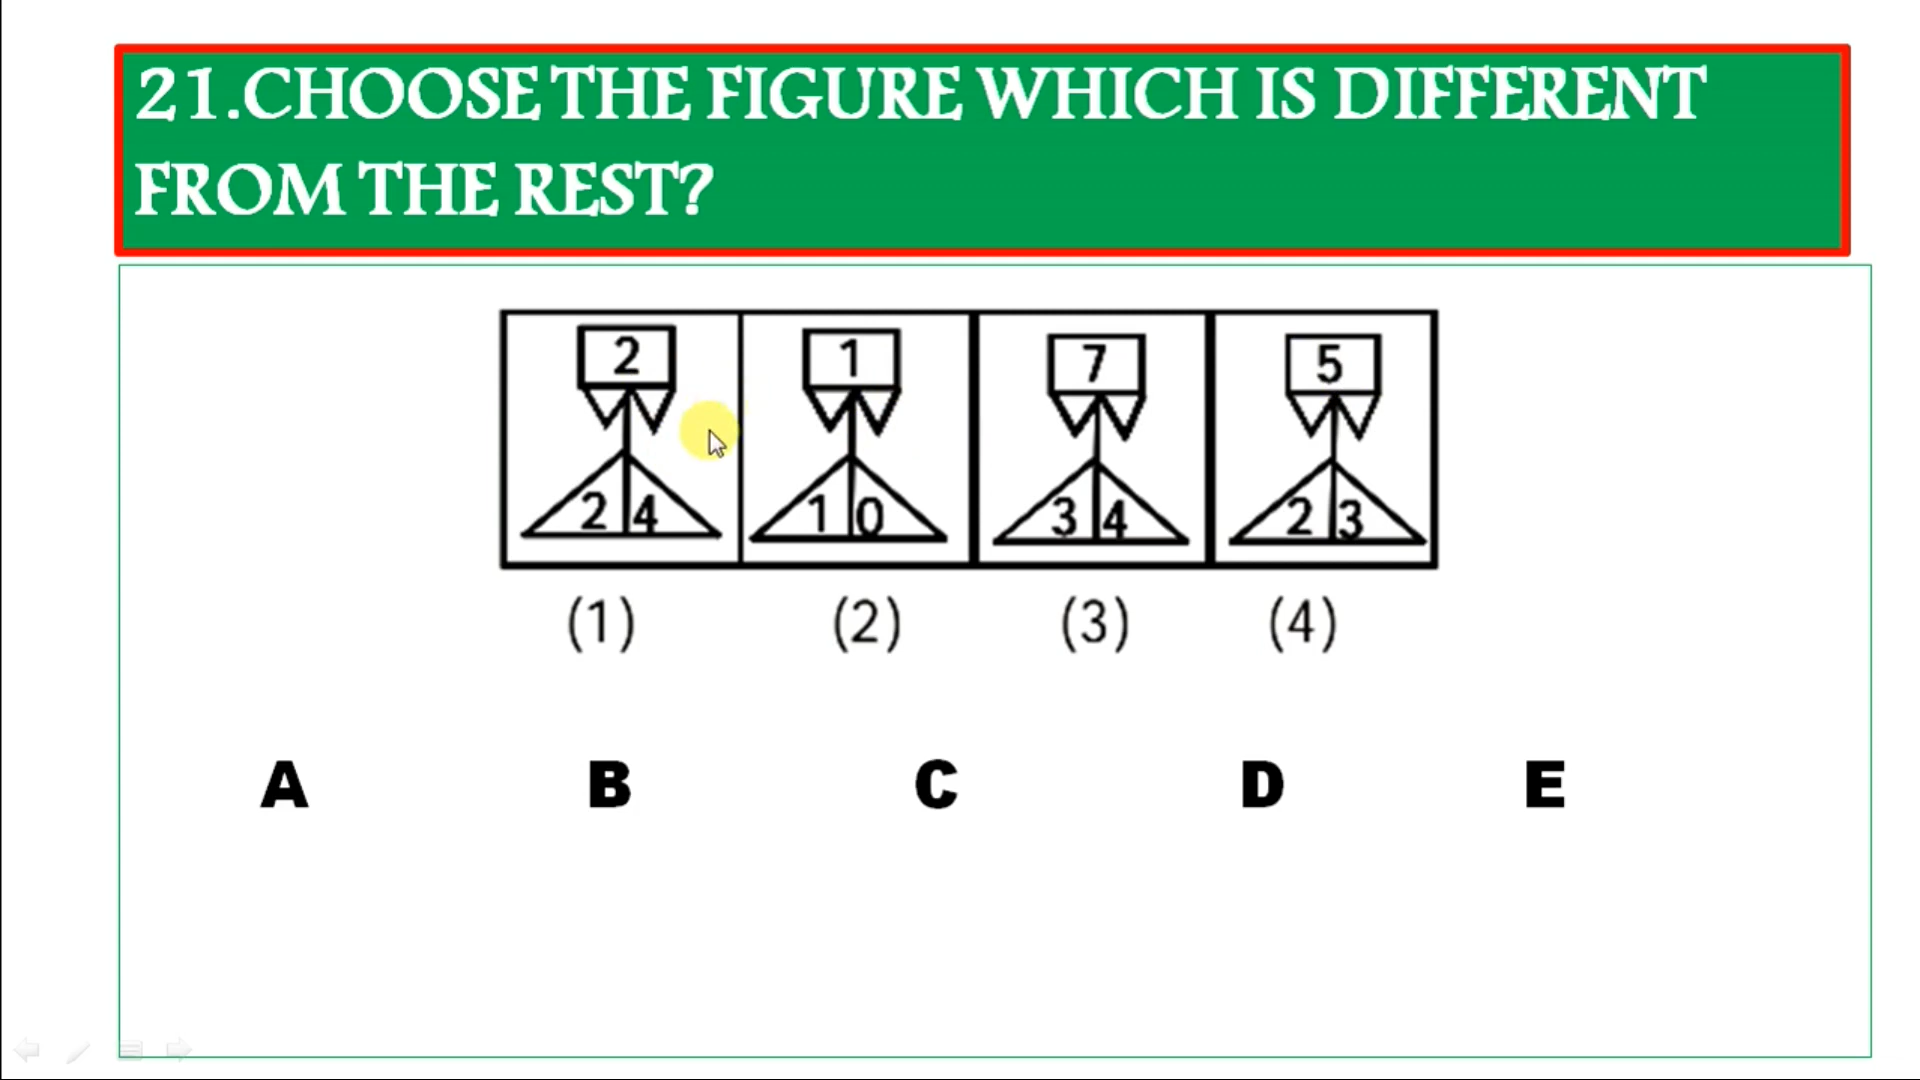 21.CHOOSE THE FIGURE WHICH IS DIFFERENT
FROM THE REST?
2 1 7 5
2 4 1 0 3 4 2 3
(1) (2) (3) (4)
A B C D E